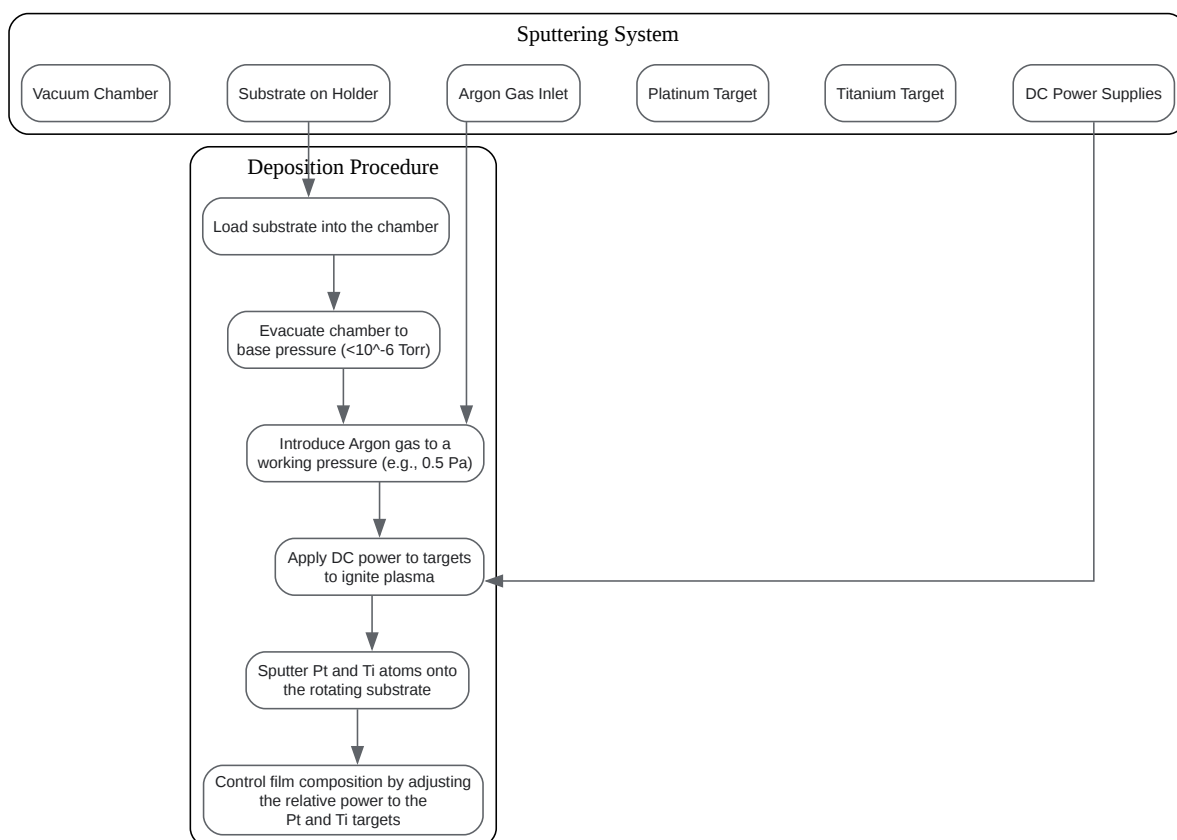 Sputtering System
Vacuum Chamber
Substrate on Holder
Argon Gas Inlet
Platinum Target
Titanium Target
DC Power Supplies
Deposition Procedure
Load substrate into the chamber
Evacuate chamber to
base pressure (<10^-6 Torr)
Introduce Argon gas to a
working pressure (e.g., 0.5 Pa)
Apply DC power to targets
to ignite plasma
Sputter Pt and Ti atoms onto
the rotating substrate
Control film composition by adjusting
the relative power to the
Pt and Ti targets